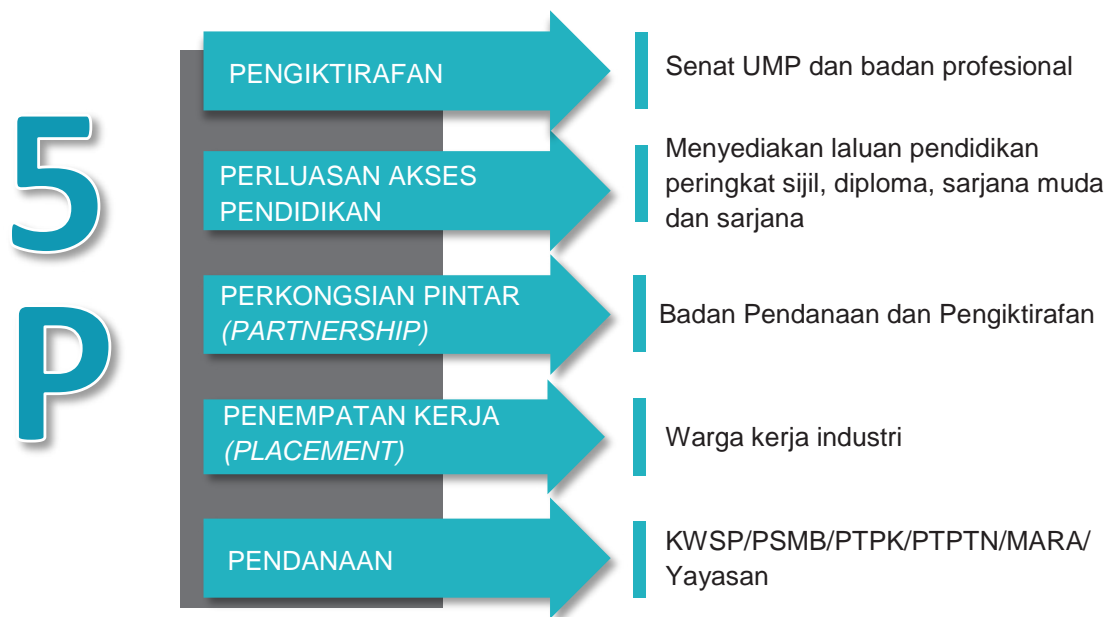 5
P
PENGIKTIRAFAN
Senat UMP dan badan profesional
PERLUASAN AKSES
PENDIDIKAN
Menyediakan laluan pendidikan
peringkat sijil, diploma, sarjana muda
dan sarjana
PERKONGSIAN PINTAR
(PARTNERSHIP)
Badan Pendanaan dan Pengiktirafan
PENEMPATAN KERJA
(PLACEMENT)
Warga kerja industri
PENDANAAN
KWSP/PSMB/PTPK/PTPTN/MARA/
Yayasan